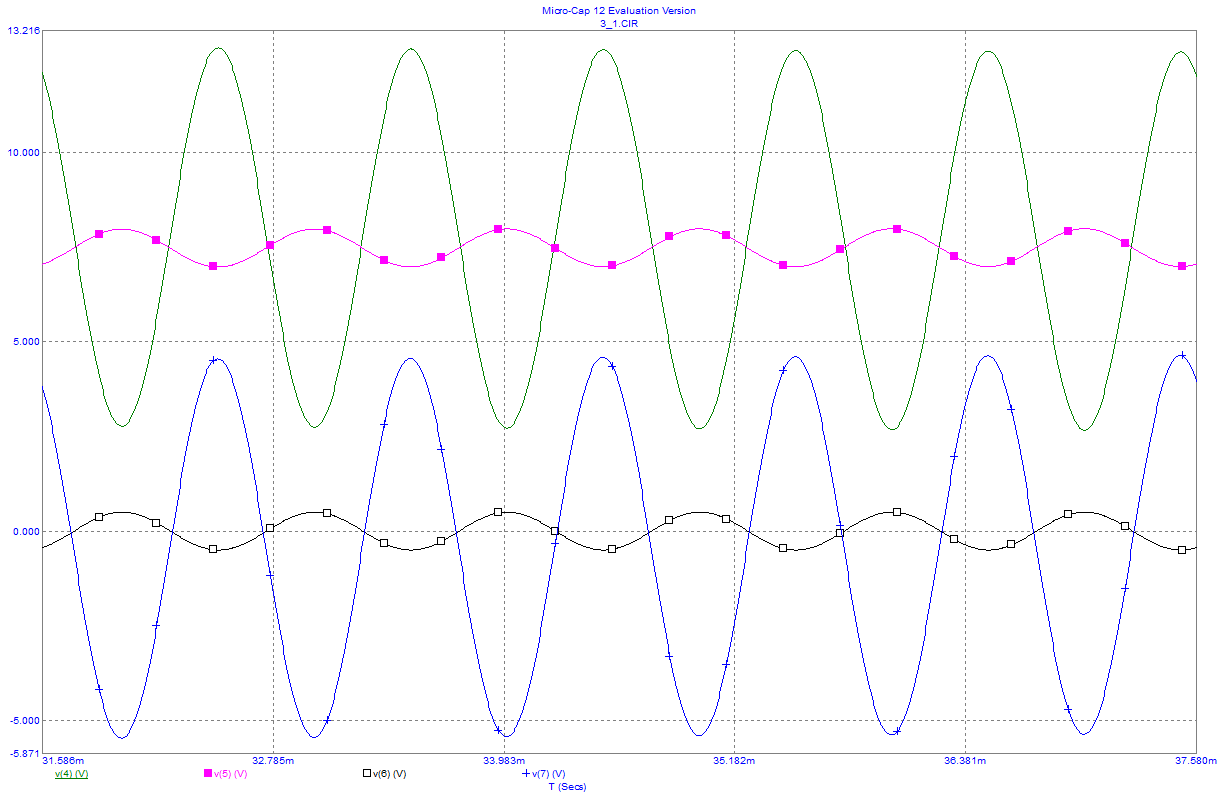 Micro-Cap 12 Evaluation Version
3_1.CIR
13.216
10.000
5.000
0.000
-5.000
-5.871
31.586m 32.785m 33.983m 35.182m 36.381m 37.580m
v(4) (V) v(5) (V) v(6) (V) v(7) (V)
T (Secs)